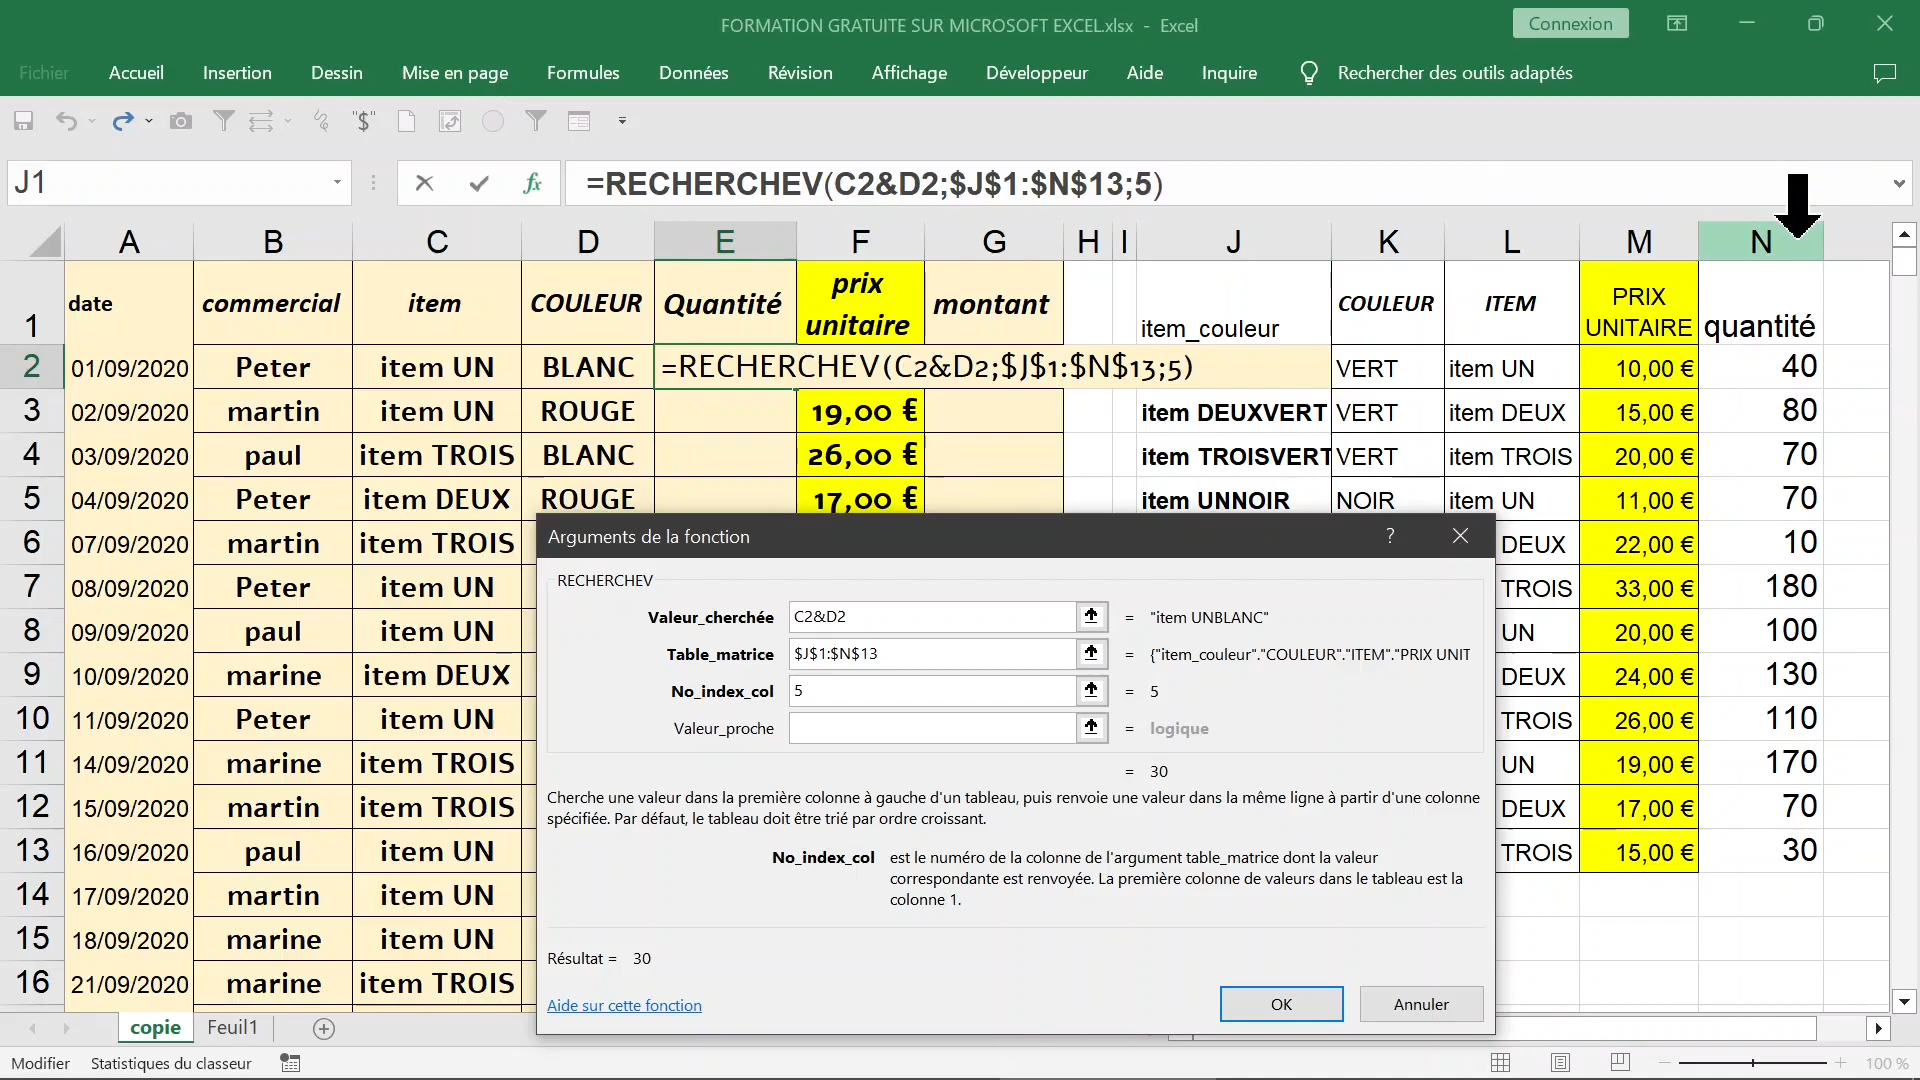 FORMATION GRATUITE SUR MICROSOFT EXCEL.xlsx - Excel
Connexion
Fichier Accueil Insertion Dessin Mise en page Formules Données Révision Affichage Développeur Aide Inquire Rechercher des outils adaptés
"$"
J1 fx =RECHERCHEV(C2&D2;$J$1:$N$13;5)
A B C D E F G H I J K L M N
1 date commercial item COULEUR Quantité prix unitaire montant item_couleur COULEUR ITEM PRIX UNITAIRE quantité
2 01/09/2020 Peter item UN BLANC =RECHERCHEV(C2&D2;$J$1:$N$13;5) VERT item UN 10,00 € 40
3 02/09/2020 martin item UN ROUGE 19,00 € item DEUXVERT VERT item DEUX 15,00 € 80
4 03/09/2020 paul item TROIS BLANC 26,00 € item TROISVERT VERT item TROIS 20,00 € 70
5 04/09/2020 Peter item DEUX ROUGE 17,00 € item UNNOIR NOIR item UN 11,00 € 70
6 07/09/2020 martin item TROIS DEUX 22,00 € 10
7 08/09/2020 Peter item UN TROIS 33,00 € 180
8 09/09/2020 paul item UN UN 20,00 € 100
9 10/09/2020 marine item DEUX DEUX 24,00 € 130
10 11/09/2020 Peter item UN TROIS 26,00 € 110
11 14/09/2020 marine item TROIS UN 19,00 € 170
12 15/09/2020 martin item TROIS DEUX 17,00 € 70
13 16/09/2020 paul item UN TROIS 15,00 € 30
14 17/09/2020 martin item UN
15 18/09/2020 marine item UN
16 21/09/2020 marine item TROIS
Arguments de la fonction ?
RECHERCHEV
Valeur_cherchée C2&D2 = "item UNBLANC"
Table_matrice $J$1:$N$13 = {"item_couleur"."COULEUR"."ITEM"."PRIX UNIT
No_index_col 5 = 5
Valeur_proche = logique
= 30
Cherche une valeur dans la première colonne à gauche d'un tableau, puis renvoie une valeur dans la même ligne à partir d'une colonne
spécifiée. Par défaut, le tableau doit être trié par ordre croissant.
No_index_col est le numéro de la colonne de l'argument table_matrice dont la valeur
correspondante est renvoyée. La première colonne de valeurs dans le tableau est la
colonne 1.
Résultat = 30
Aide sur cette fonction
OK Annuler
copie Feuil1
Modifier Statistiques du classeur 100 %